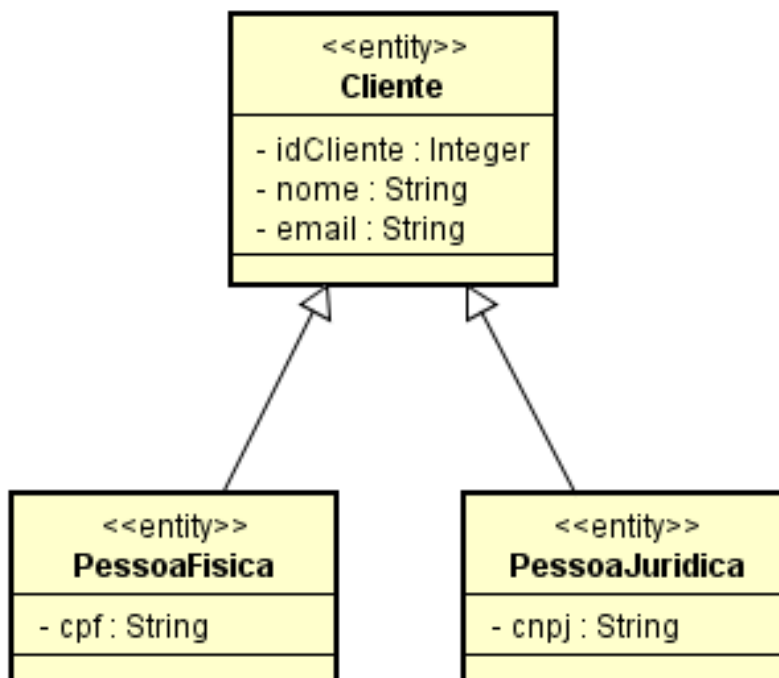 <<entity>>
Cliente
- idCliente : Integer
- nome : String
- email : String
<<entity>>
PessoaFisica
- cpf : String
<<entity>>
PessoaJuridica
- cnpj : String